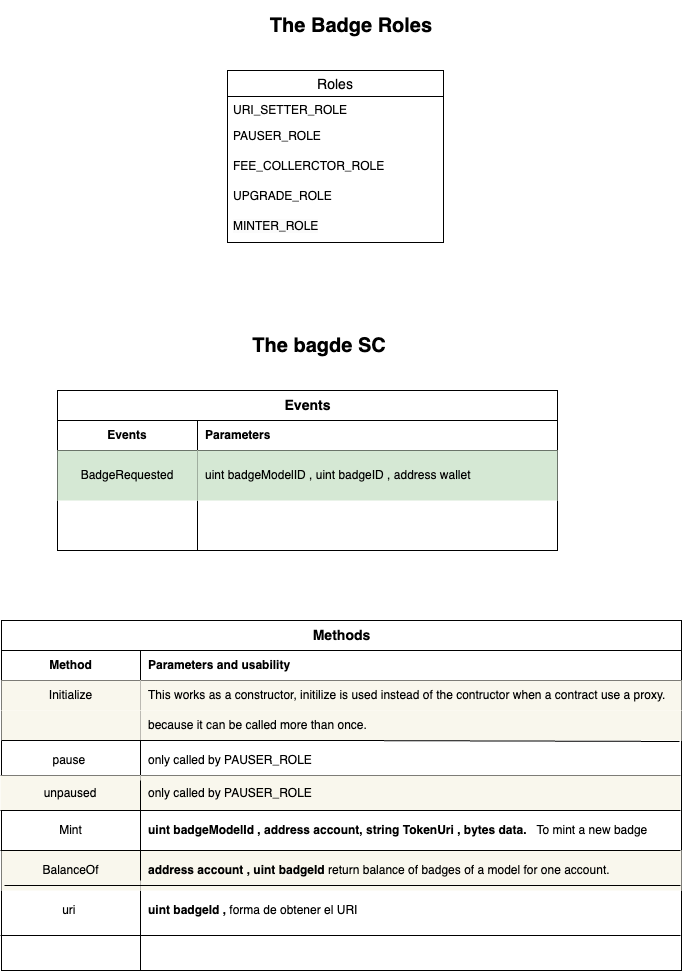 The Badge Roles
Roles
URI_SETTER_ROLE
PAUSER_ROLE
FEE_COLLERCTOR_ROLE
UPGRADE_ROLE
MINTER_ROLE
The bagde SC
Events
Events Parameters
BadgeRequested uint badgeModelID , uint badgeID , address wallet
Methods
Method Parameters and usability
Initialize This works as a constructor, initilize is used instead of the contructor when a contract use a proxy.
because it can be called more than once.
pause only called by PAUSER_ROLE
unpaused only called by PAUSER_ROLE
Mint uint badgeModelId , address account, string TokenUri , bytes data. To mint a new badge
BalanceOf address account , uint badgeId return balance of badges of a model for one account.
uri uint badgeId , forma de obtener el URI